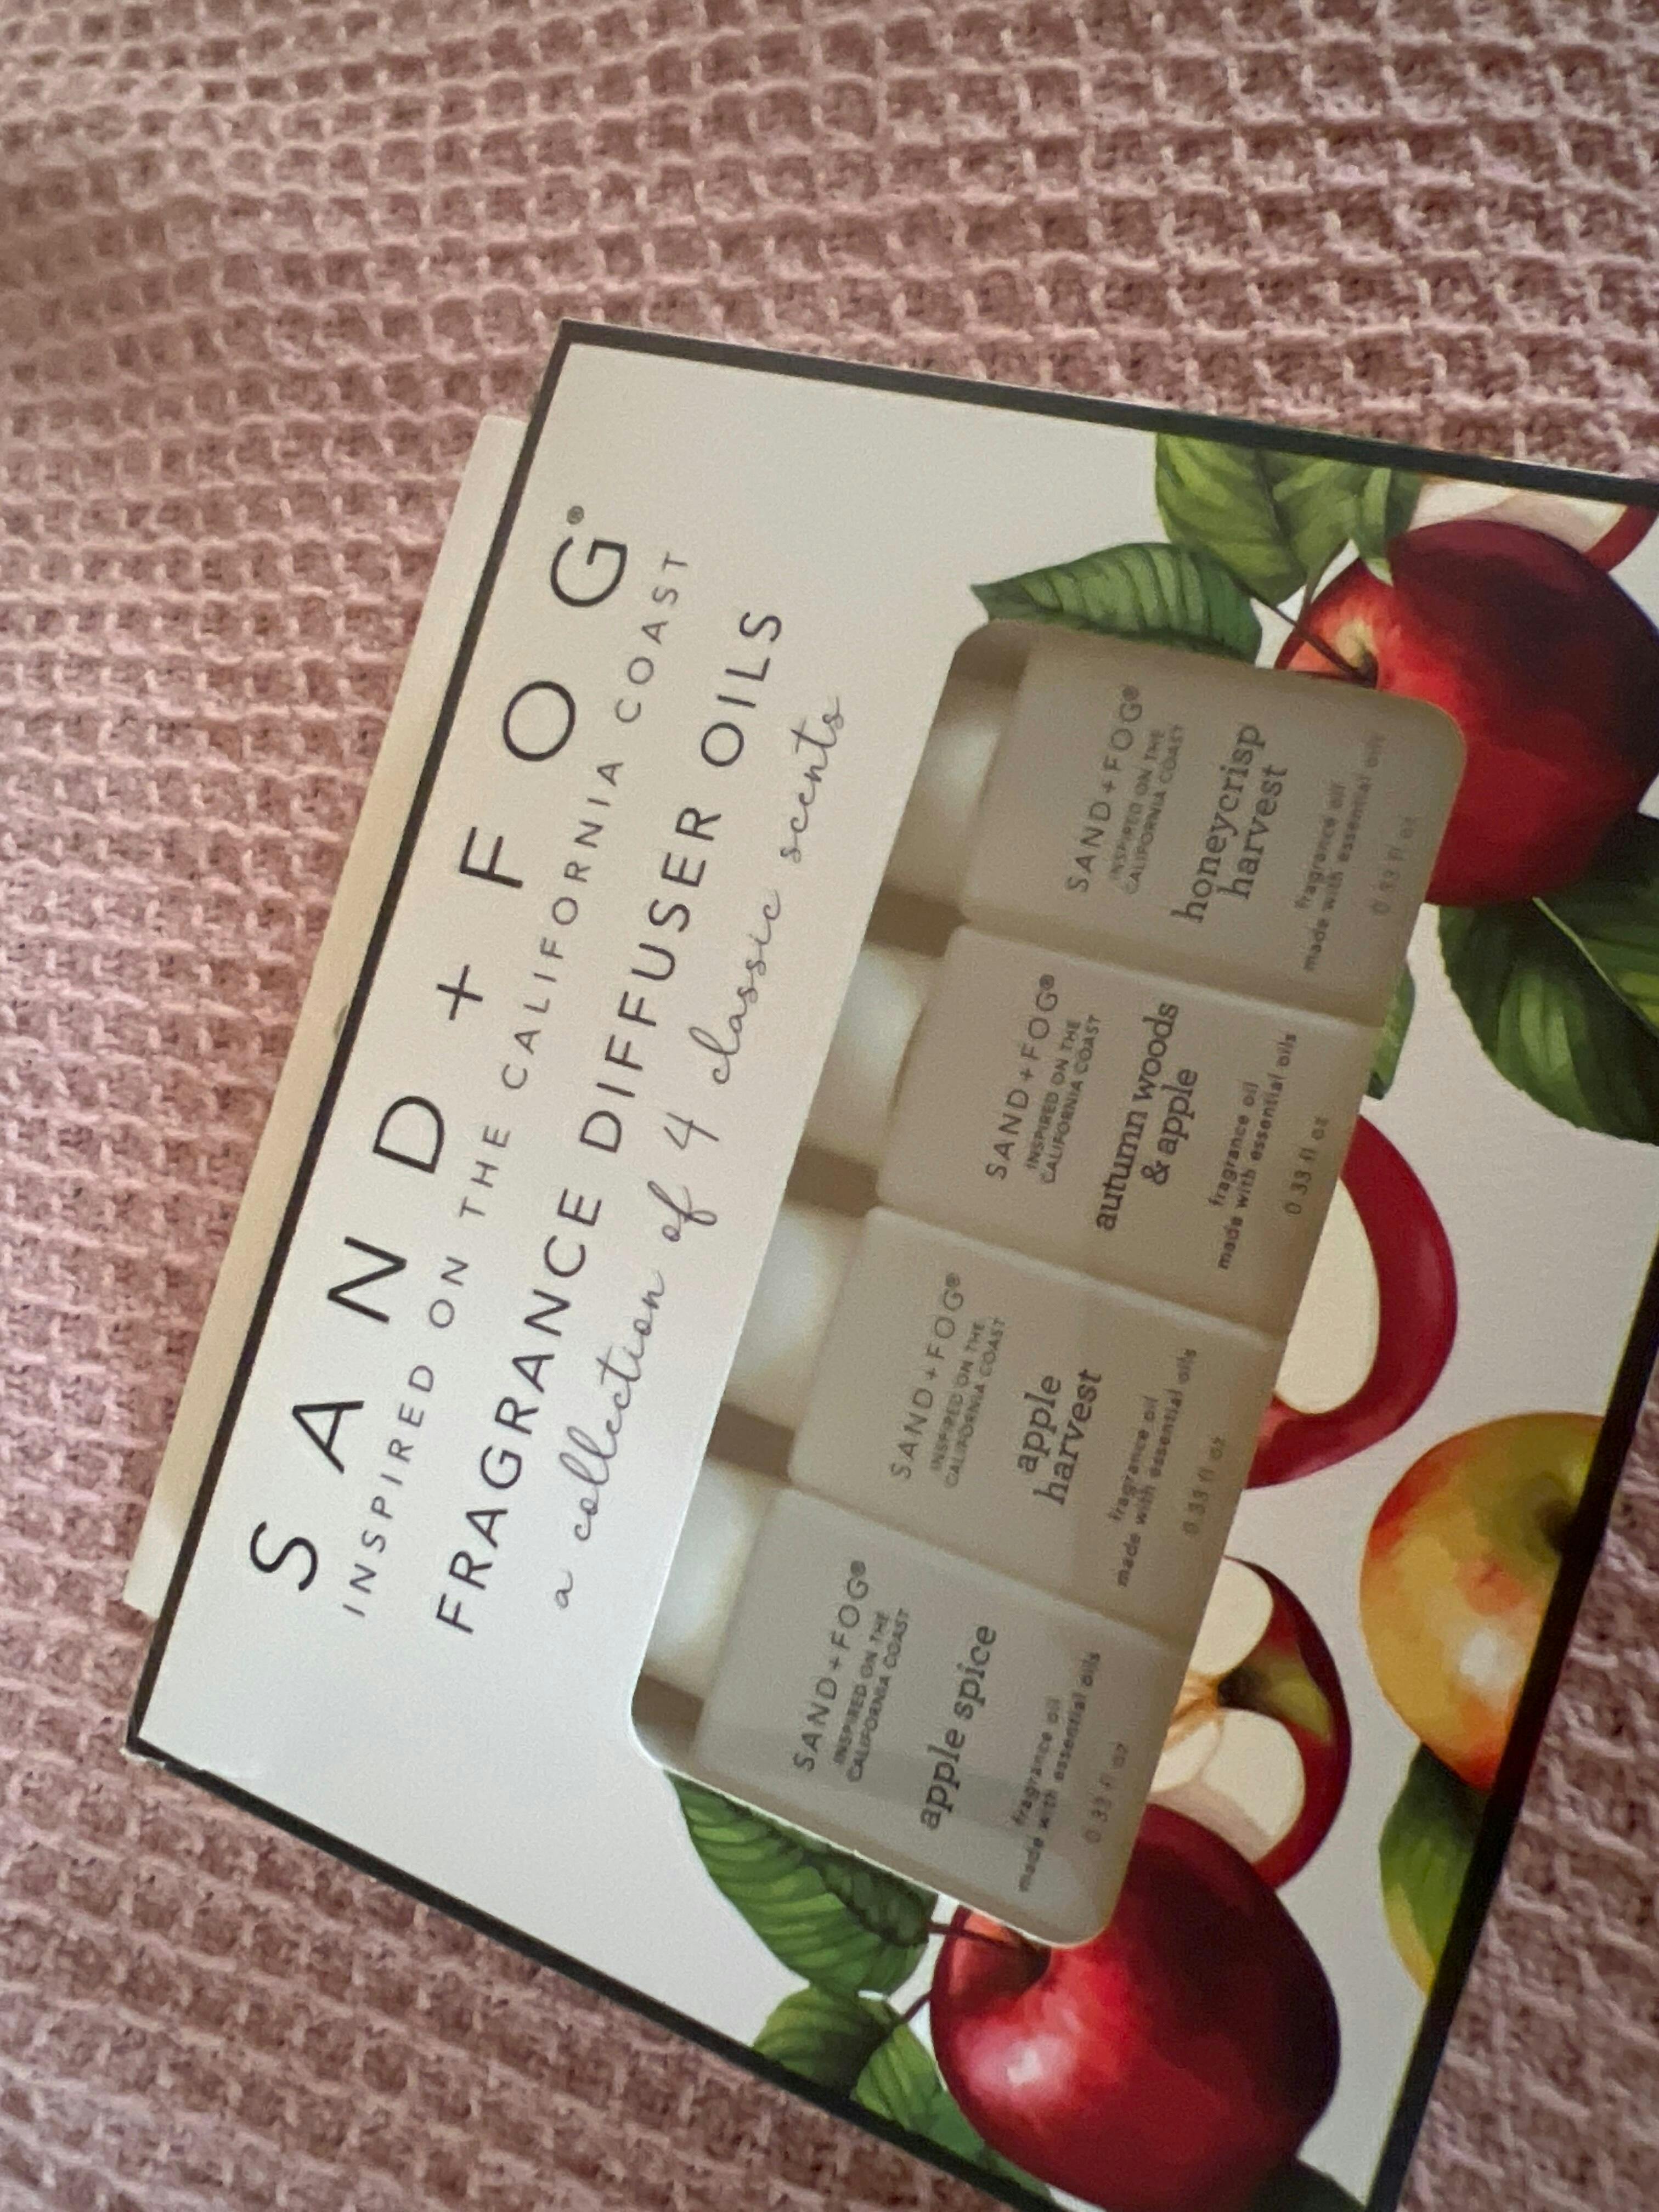 SAND+FOG®
INSPIRED ON THE CALIFORNIA COAST
FRAGRANCE DIFFUSER OILS
a collection of 4 classic scents
SAND+FOG®
INSPIRED ON THE
CALIFORNIA COAST
apple spice
fragrance oil
made with essential oils
0.33 fl oz
SAND+FOG®
INSPIRED ON THE
CALIFORNIA COAST
apple
harvest
fragrance oil
made with essential oils
0.33 fl oz
SAND+FOG®
INSPIRED ON THE
CALIFORNIA COAST
autumn woods
& apple
fragrance oil
made with essential oils
0.33 fl oz
SAND+FOG®
INSPIRED ON THE
CALIFORNIA COAST
honeycrisp
harvest
fragrance oil
made with essential oils
0.33 fl oz